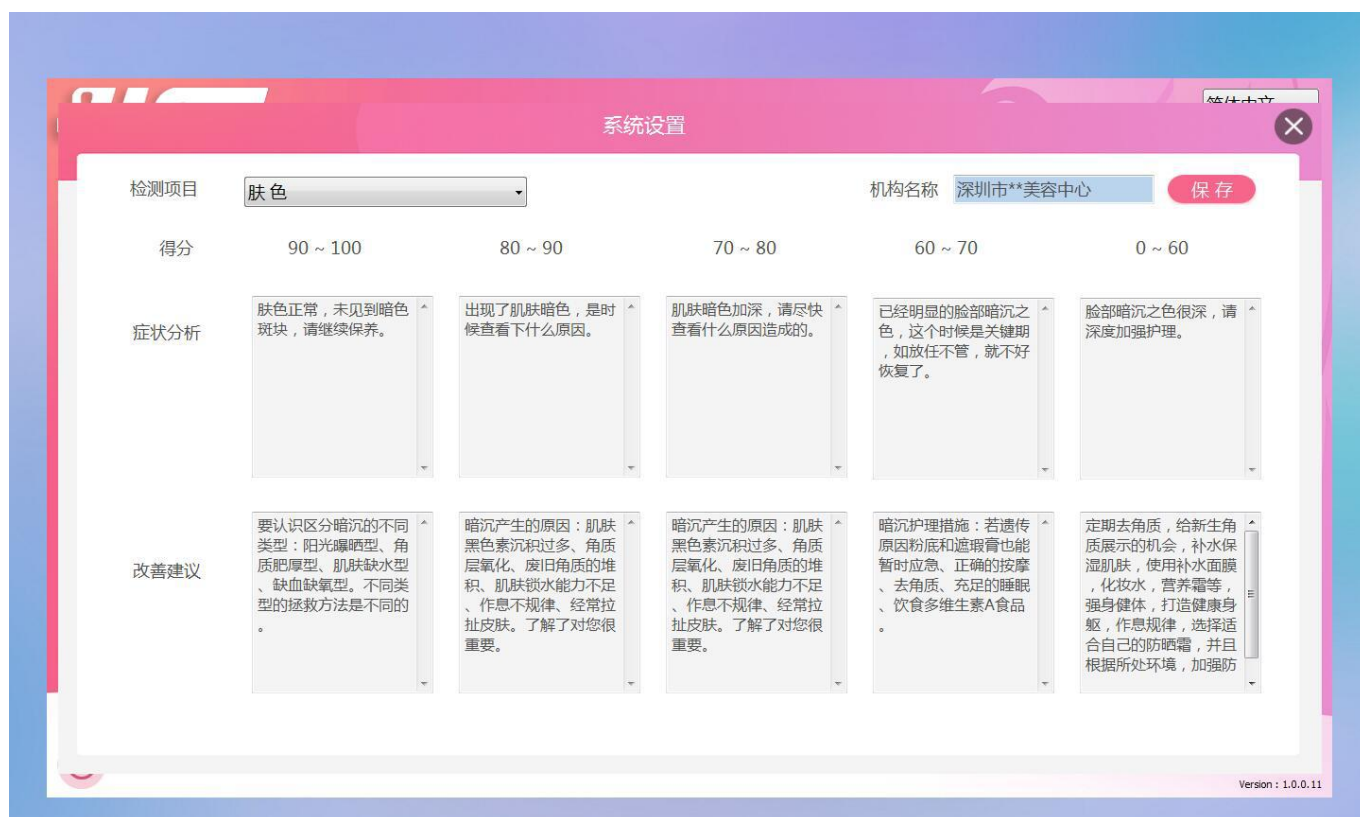 简体中文
系统设置
检测项目
肤 色
机构名称
深圳市**美容中心
保 存
得分
90 ~ 100
80 ~ 90
70 ~ 80
60 ~ 70
0 ~ 60
症状分析
肤色正常，未见到暗色
斑块，请继续保养。
出现了肌肤暗色，是时
候查看下什么原因。
肌肤暗色加深，请尽快
查看什么原因造成的。
已经明显的脸部暗沉之
色，这个时候是关键期
，如放任不管，就不好
恢复了。
脸部暗沉之色很深，请
深度加强护理。
改善建议
要认识区分暗沉的不同
类型：阳光曝晒型、角
质肥厚型、肌肤缺水型
、缺血缺氧型。不同类
型的拯救方法是不同的
。
暗沉产生的原因：肌肤
黑色素沉积过多、角质
层氧化、废旧角质的堆
积、肌肤锁水能力不足
、作息不规律、经常拉
扯皮肤。了解了对您很
重要。
暗沉产生的原因：肌肤
黑色素沉积过多、角质
层氧化、废旧角质的堆
积、肌肤锁水能力不足
、作息不规律、经常拉
扯皮肤。了解了对您很
重要。
暗沉护理措施：若遗传
原因粉底和遮瑕膏也能
暂时应急、正确的按摩
、去角质、充足的睡眠
、饮食多维生素A食品
。
定期去角质，给新生角
质展示的机会，补水保
湿肌肤，使用补水面膜
，化妆水，营养霜等，
强身健体，打造健康身
躯，作息规律，选择适
合自己的防晒霜，并且
根据所处环境，加强防
Version : 1.0.0.11